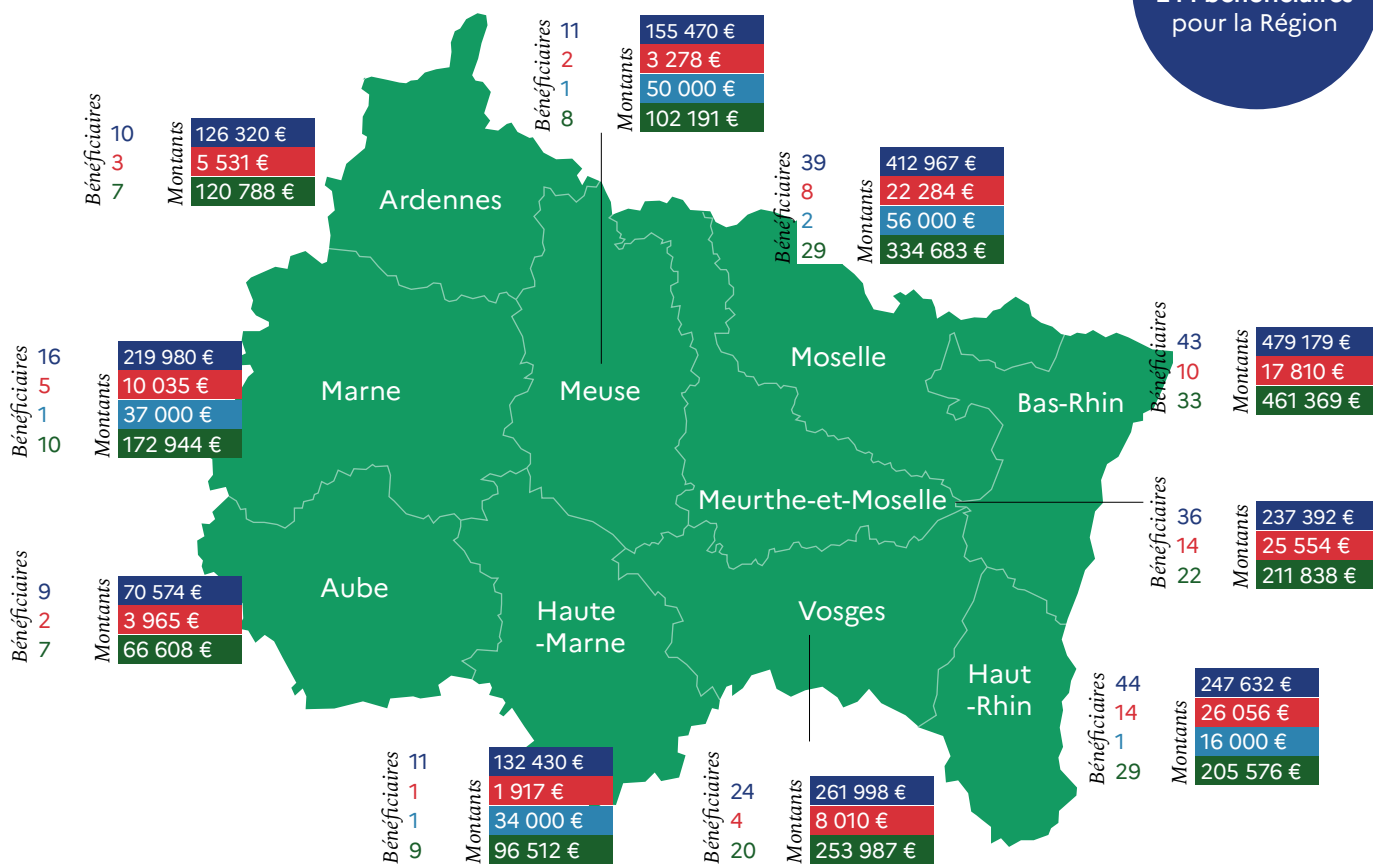 pour la Région
Bénéficiaires
11
2
1
8
Montants
155 470 €
3 278 €
50 000 €
102 191 €
Bénéficiaires
10
3
7
Montants
126 320 €
5 531 €
120 788 €
Bénéficiaires
39
8
2
29
Montants
412 967 €
22 284 €
56 000 €
334 683 €
Ardennes
Bénéficiaires
16
5
1
10
Montants
219 980 €
10 035 €
37 000 €
172 944 €
Marne
Meuse
Moselle
Bas-Rhin
Bénéficiaires
43
10
33
Montants
479 179 €
17 810 €
461 369 €
Meurthe-et-Moselle
Bénéficiaires
36
14
22
Montants
237 392 €
25 554 €
211 838 €
Bénéficiaires
9
2
7
Montants
70 574 €
3 965 €
66 608 €
Aube
Haute
-Marne
Vosges
Haut
-Rhin
Bénéficiaires
44
14
1
29
Montants
247 632 €
26 056 €
16 000 €
205 576 €
Bénéficiaires
11
1
1
9
Montants
132 430 €
1 917 €
34 000 €
96 512 €
Bénéficiaires
24
4
20
Montants
261 998 €
8 010 €
253 987 €